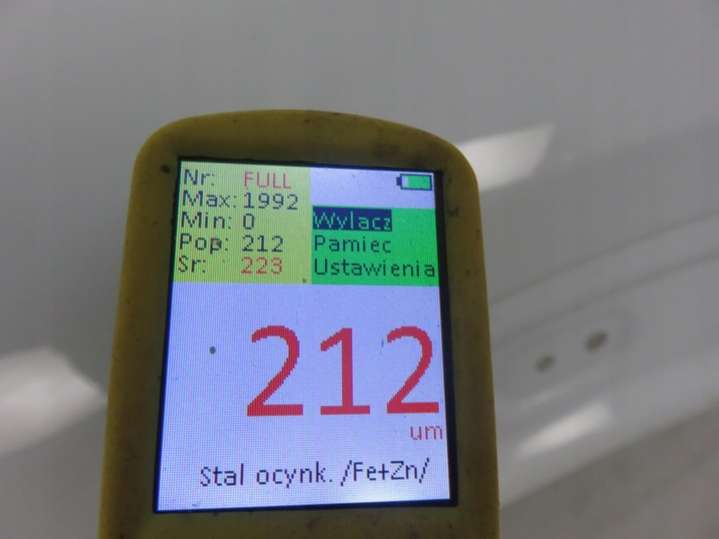 Nr: FULL
Max: 1992
Min: 0
Pop: 212
Sr: 223
Wylacz
Pamiec
Ustawienia
212
um
Stal ocynk. /Fe+Zn/